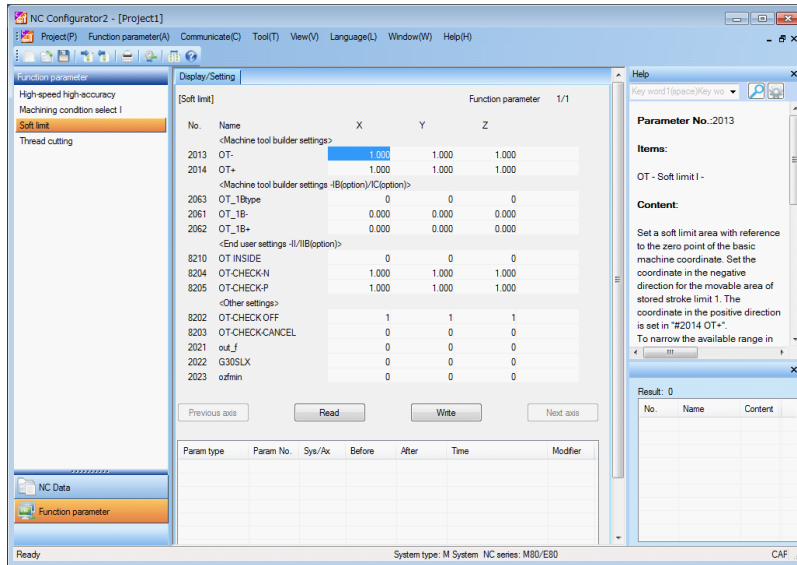 NC Configurator2 - [Project1]
Project(P) Function parameter(A) Communicate(C) Tool(T) View(V) Language(L) Window(W) Help(H)
Function parameter
High-speed high-accuracy
Machining condition select I
Soft limit
Thread cutting
NC Data
Function parameter
Display/Setting
[Soft limit] Function parameter 1/1
No. Name X Y Z
<Machine tool builder settings>
2013 OT- 1.000 1.000 1.000
2014 OT+ 1.000 1.000 1.000
<Machine tool builder settings -IB(option)/IC(option)>
2063 OT_1Btype 0 0 0
2061 OT_1B- 0.000 0.000 0.000
2062 OT_1B+ 0.000 0.000 0.000
<End user settings -II/IIB(option)>
8210 OT INSIDE 0 0 0
8204 OT-CHECK-N 1.000 1.000 1.000
8205 OT-CHECK-P 1.000 1.000 1.000
<Other settings>
8202 OT-CHECK OFF 1 1 1
8203 OT-CHECK-CANCEL 0 0 0
2021 out_f 0 0 0
2022 G30SLX 0 0 0
2023 ozfmin 0 0 0
Previous axis Read Write Next axis
Param type Param No. Sys/Ax Before After Time Modifier
Help
Key word1(space)Key wo
Parameter No.:2013
Items:
OT - Soft limit I -
Content:
Set a soft limit area with reference
to the zero point of the basic
machine coordinate. Set the
coordinate in the negative
direction for the movable area of
stored stroke limit 1. The
coordinate in the positive direction
is set in "#2014 OT+".
To narrow the available range in
Result: 0
No. Name Content
Ready System type: M System NC series: M80/E80 CAP